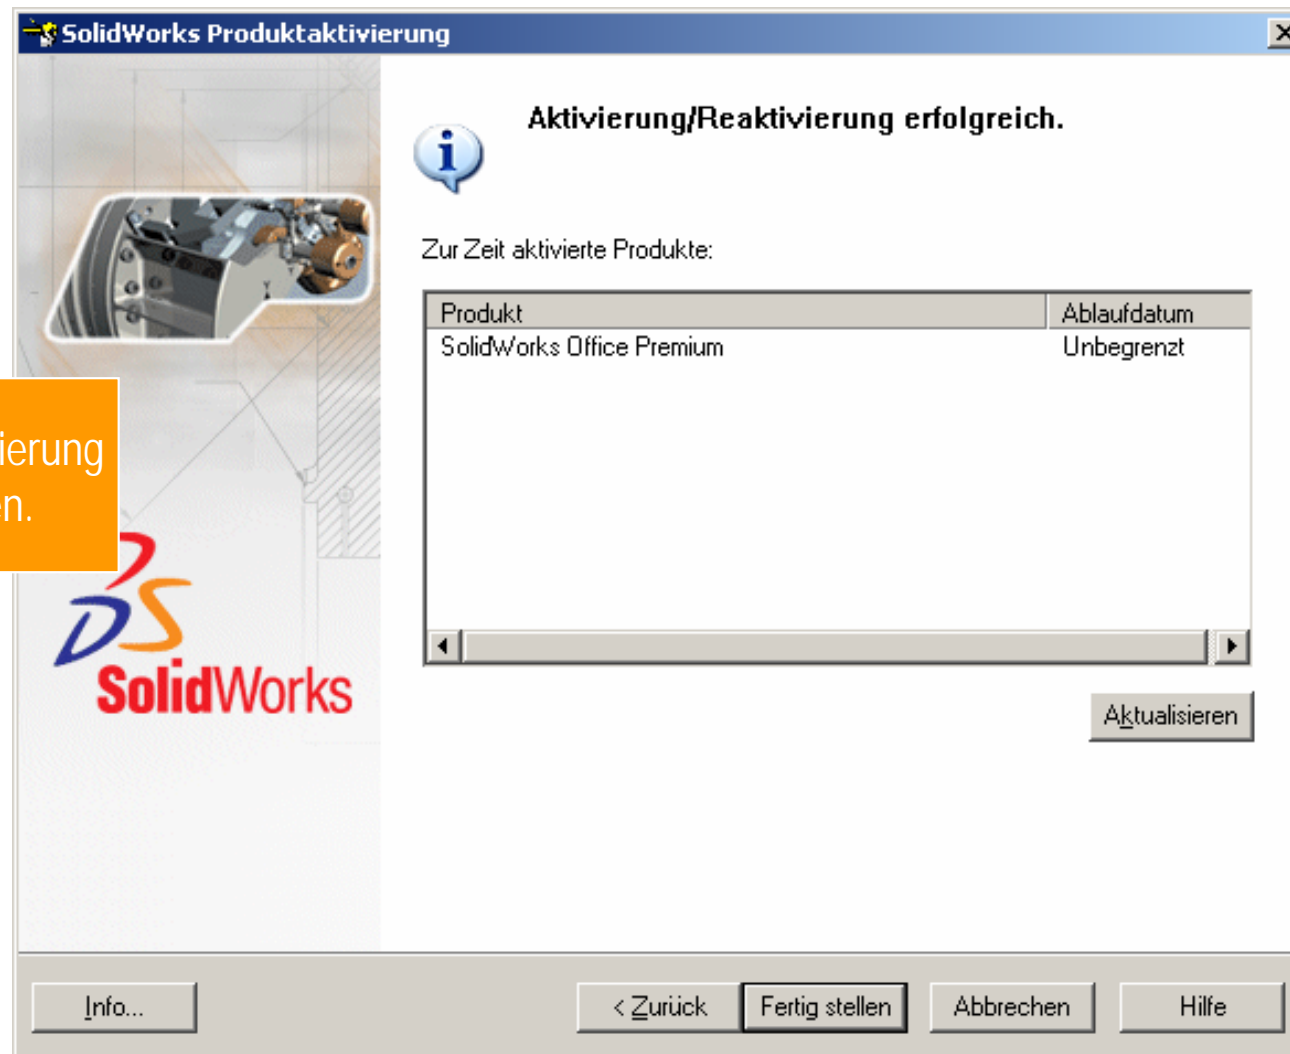 SolidWorks Produktaktivierung
Aktivierung/Reaktivierung erfolgreich.
Zur Zeit aktivierte Produkte:
Produkt Ablaufdatum
SolidWorks Office Premium Unbegrenzt
ierung
n.
SolidWorks
Aktualisieren
Info... < Zurück Fertig stellen Abbrechen Hilfe